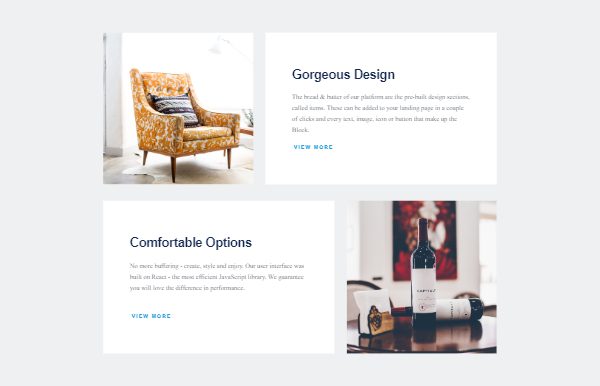 Gorgeous Design
The bread & butter of our platform are the pre-built design sections,
called items. These can be added to your landing page in a couple
of clicks and every text, image, icon or button that make up the
Block.
VIEW MORE
Comfortable Options
No more buffering - create, style and enjoy. Our user interface was
built on React - the most efficient JavaScript library. We guarantee
you will love the difference in performance.
VIEW MORE